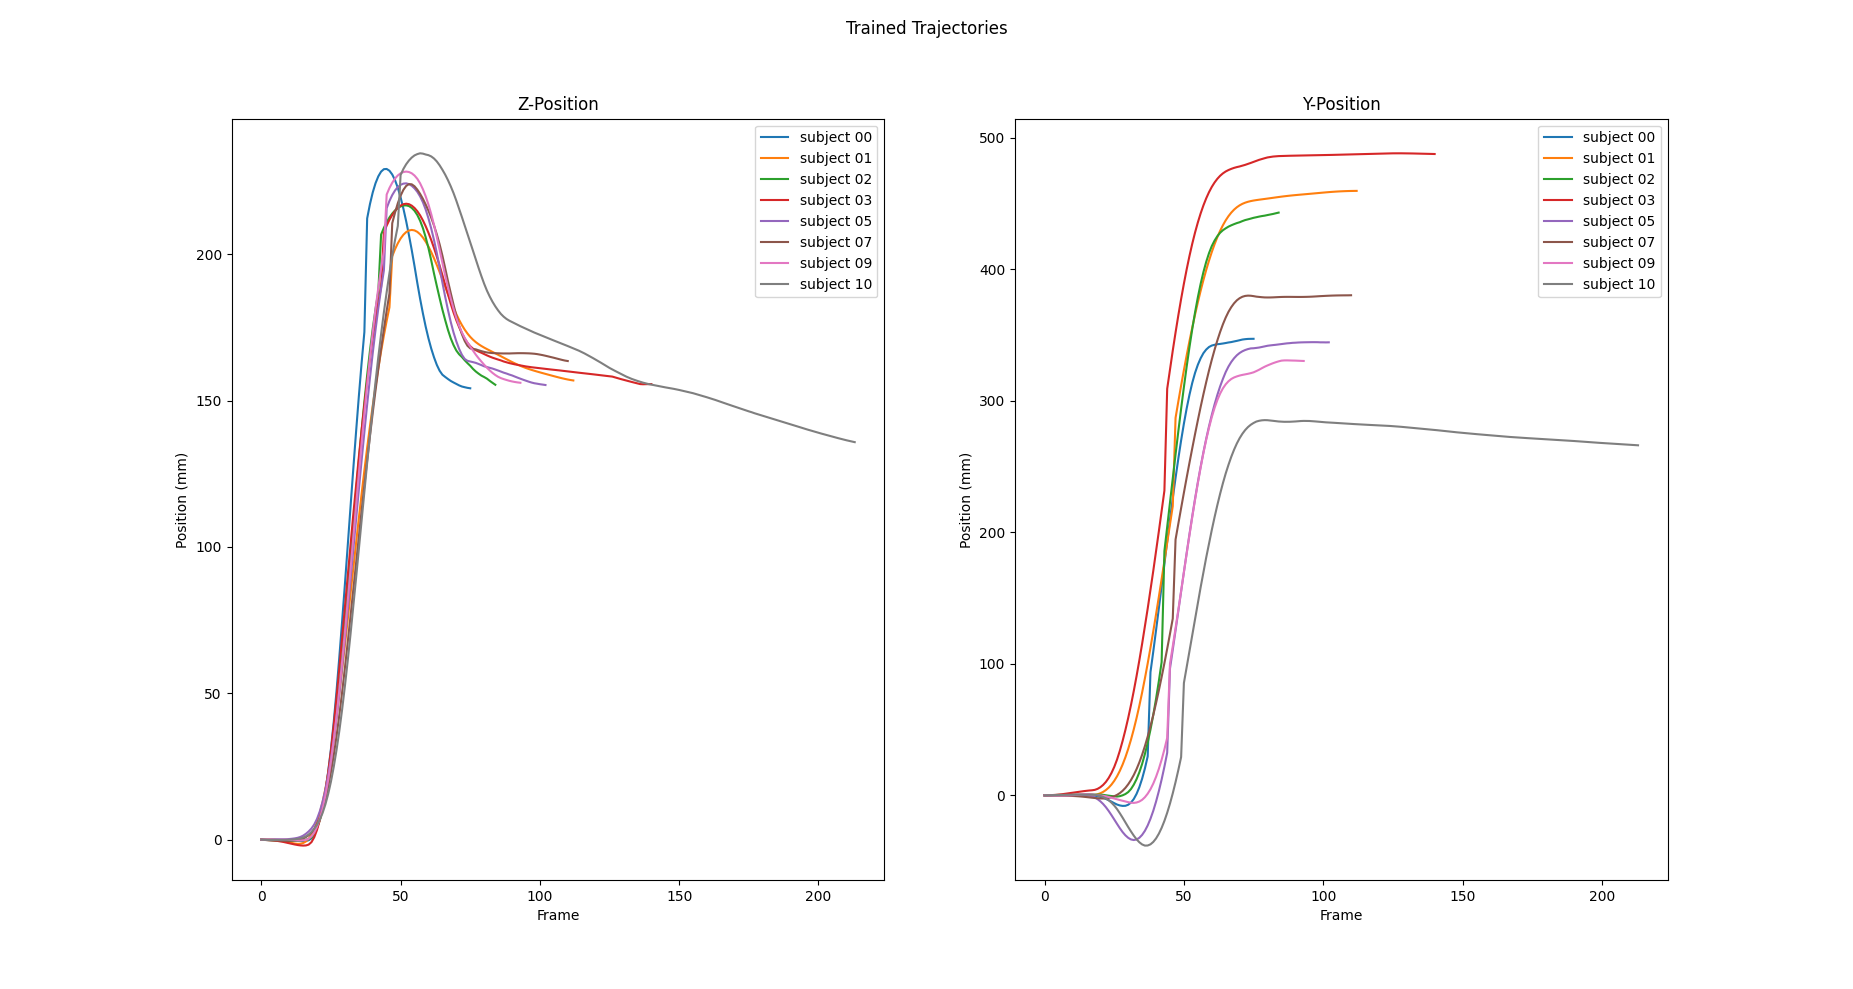 Trained Trajectories
Z-Position
Position (mm)
200
150
100
50
0
0 50 100 150 200
Frame
subject 00
subject 01
subject 02
subject 03
subject 05
subject 07
subject 09
subject 10
Y-Position
Position (mm)
500
400
300
200
100
0
0 50 100 150 200
Frame
subject 00
subject 01
subject 02
subject 03
subject 05
subject 07
subject 09
subject 10